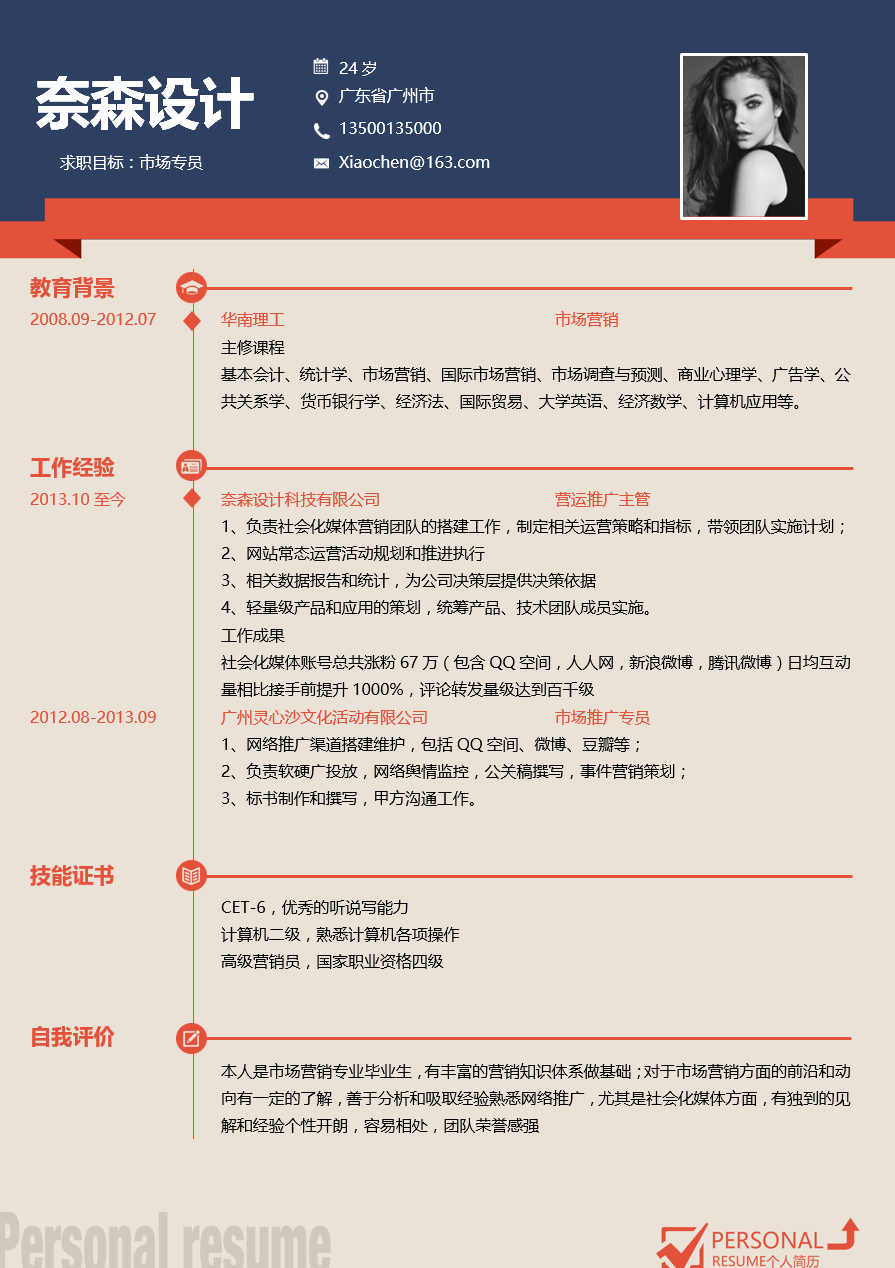 奈森设计
求职目标：市场专员
24 岁
广东省广州市
13500135000
Xiaochen@163.com
教育背景
2008.09-2012.07 华南理工 市场营销
主修课程
基本会计、统计学、市场营销、国际市场营销、市场调查与预测、商业心理学、广告学、公
共关系学、货币银行学、经济法、国际贸易、大学英语、经济数学、计算机应用等。
工作经验
2013.10 至今 奈森设计科技有限公司 营运推广主管
1、负责社会化媒体营销团队的搭建工作，制定相关运营策略和指标，带领团队实施计划；
2、网站常态运营活动规划和推进执行
3、相关数据报告和统计，为公司决策层提供决策依据
4、轻量级产品和应用的策划，统筹产品、技术团队成员实施。
工作成果
社会化媒体账号总共涨粉 67 万（包含 QQ 空间，人人网，新浪微博，腾讯微博）日均互动
量相比接手前提升 1000%，评论转发量级达到百千级
2012.08-2013.09 广州灵心沙文化活动有限公司 市场推广专员
1、网络推广渠道搭建维护，包括 QQ 空间、微博、豆瓣等；
2、负责软硬广投放，网络舆情监控，公关稿撰写，事件营销策划；
3、标书制作和撰写，甲方沟通工作。
技能证书
CET-6，优秀的听说写能力
计算机二级，熟悉计算机各项操作
高级营销员，国家职业资格四级
自我评价
本人是市场营销专业毕业生，有丰富的营销知识体系做基础；对于市场营销方面的前沿和动
向有一定的了解，善于分析和吸取经验熟悉网络推广，尤其是社会化媒体方面，有独到的见
解和经验个性开朗，容易相处，团队荣誉感强
Personal resume
PERSONAL
RESUME个人简历